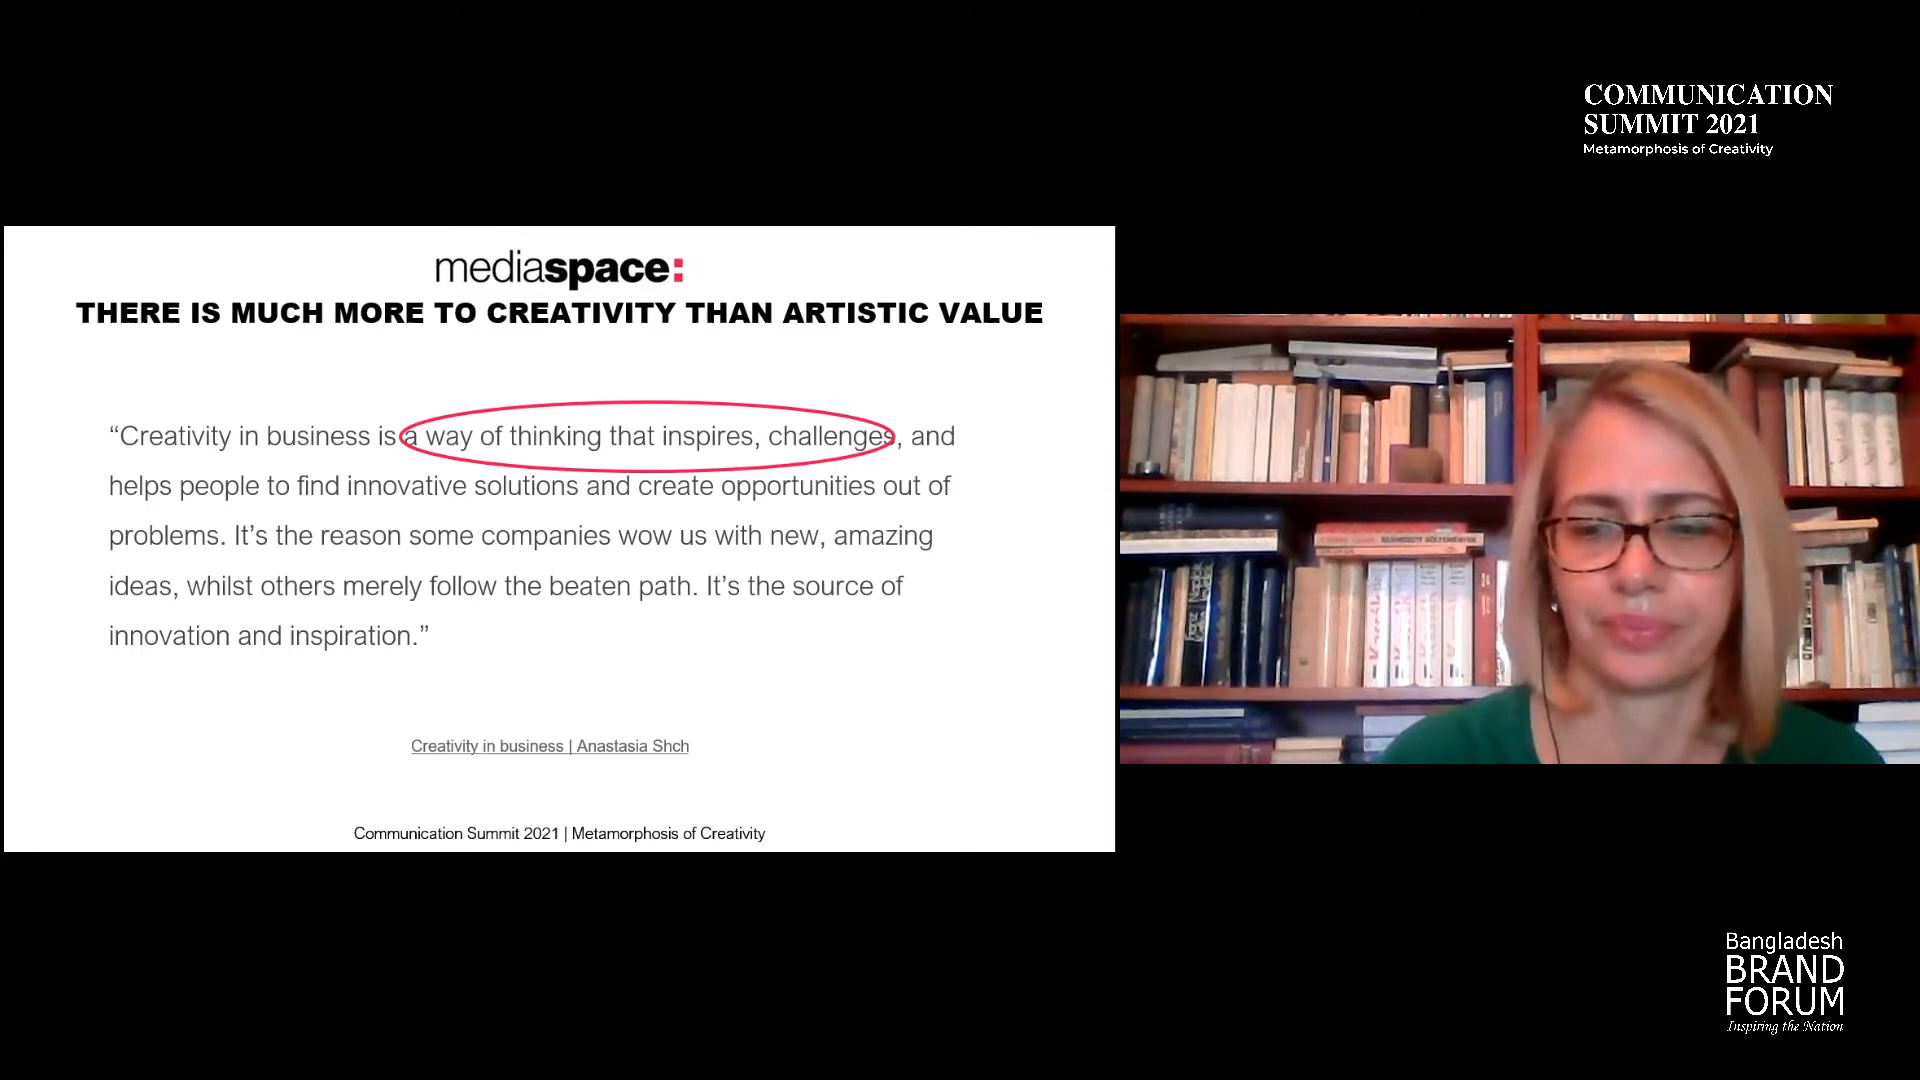 COMMUNICATION
SUMMIT 2021
Metamorphosis of Creativity
mediaspace:
THERE IS MUCH MORE TO CREATIVITY THAN ARTISTIC VALUE
“Creativity in business is a way of thinking that inspires, challenges, and
helps people to find innovative solutions and create opportunities out of
problems. It’s the reason some companies wow us with new, amazing
ideas, whilst others merely follow the beaten path. It’s the source of
innovation and inspiration.”
Creativity in business | Anastasia Shch
Communication Summit 2021 | Metamorphosis of Creativity
Bangladesh
BRAND
FORUM
Inspiring the Nation